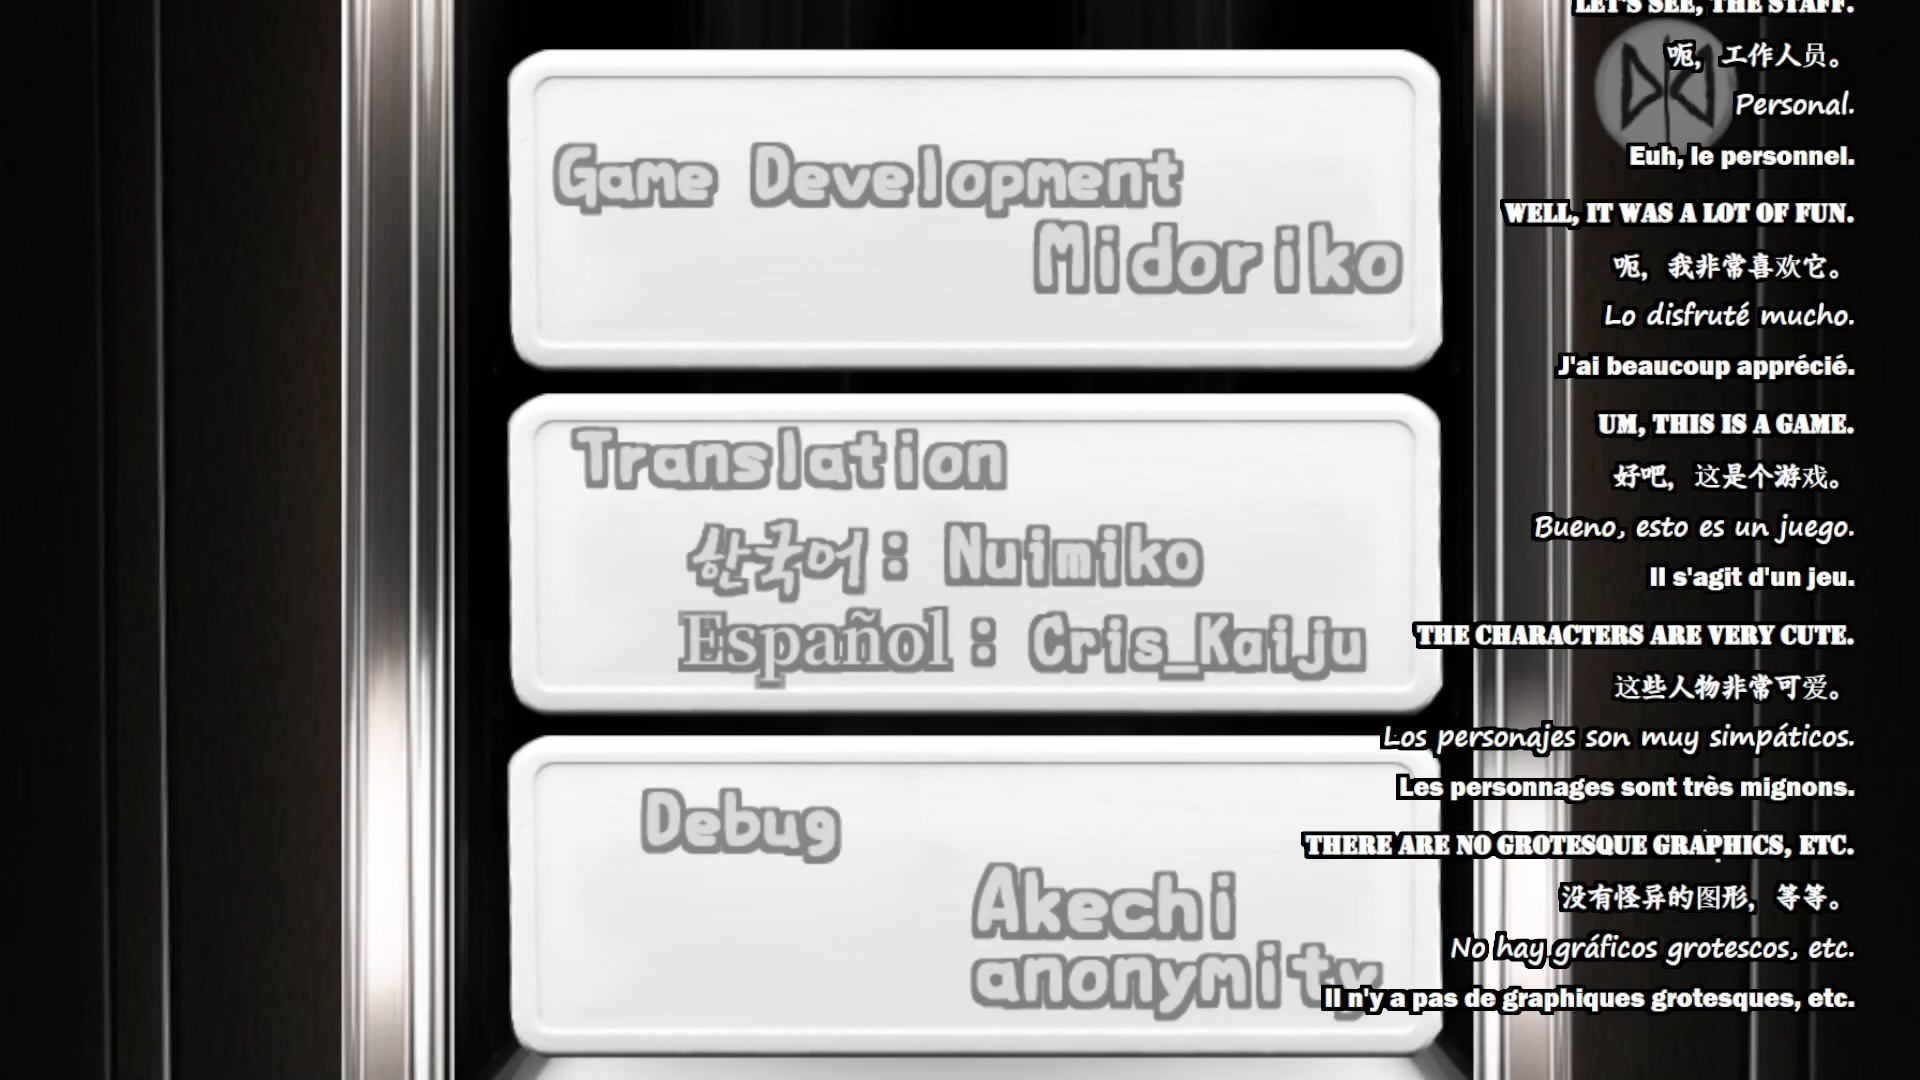 Game Development
Midoriko
Translation
한국어: Nuimiko
Español: Cris_Kaiju
Debug
Akechi
anonymity
LET'S SEE, THE STAFF.
呃，工作人员。
Personal.
Euh, le personnel.
WELL, IT WAS A LOT OF FUN.
呃，我非常喜欢它。
Lo disfruté mucho.
J'ai beaucoup apprécié.
UM, THIS IS A GAME.
好吧，这是个游戏。
Bueno, esto es un juego.
Il s'agit d'un jeu.
THE CHARACTERS ARE VERY CUTE.
这些人物非常可爱。
Los personajes son muy simpáticos.
Les personnages sont très mignons.
THERE ARE NO GROTESQUE GRAPHICS, ETC.
没有怪异的图形，等等。
No hay gráficos grotescos, etc.
Il n'y a pas de graphiques grotesques, etc.